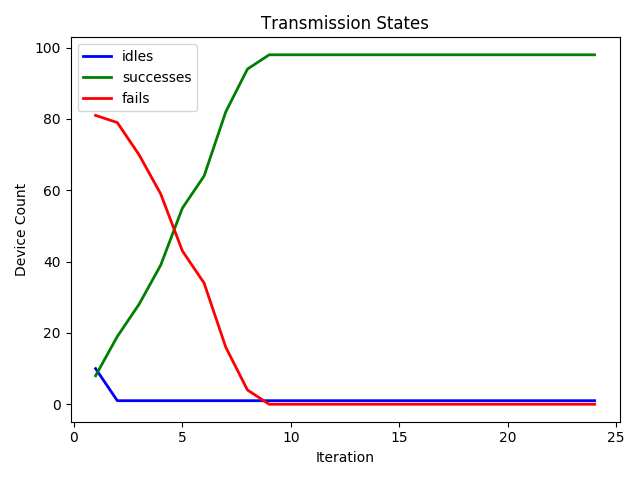 Transmission States
idles
successes
fails
Device Count
100
80
60
40
20
0
0 5 10 15 20 25
Iteration